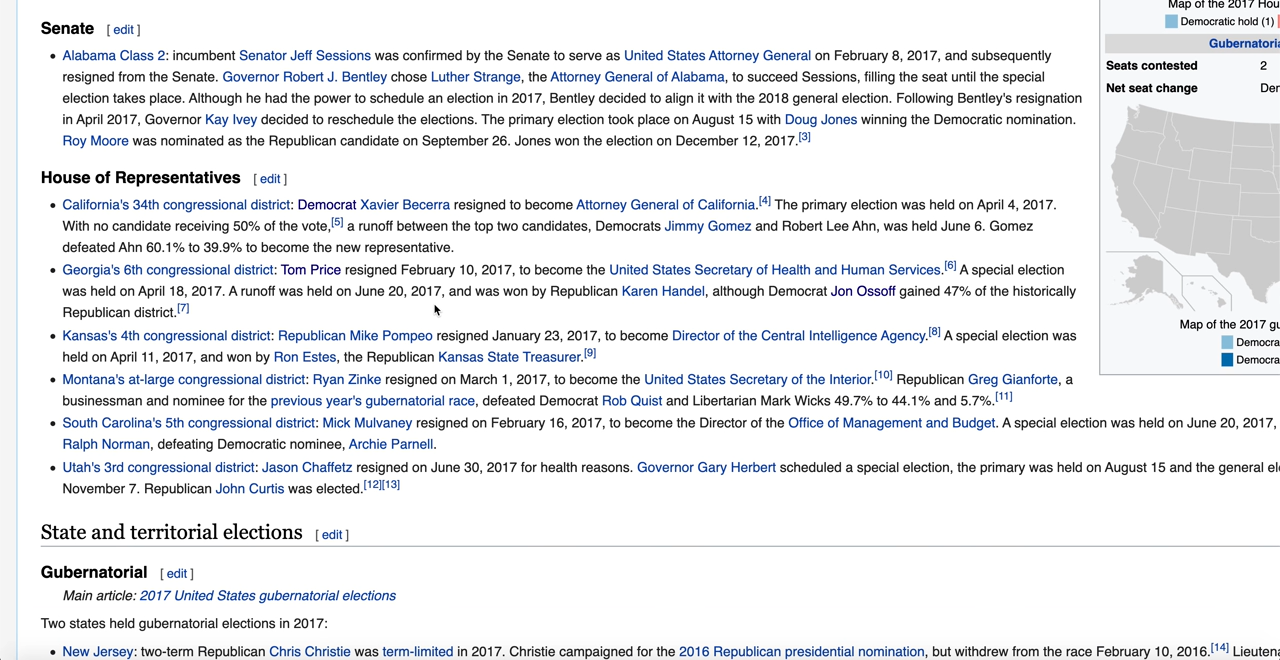 Senate [ edit ]
• Alabama Class 2: incumbent Senator Jeff Sessions was confirmed by the Senate to serve as United States Attorney General on February 8, 2017, and subsequently
resigned from the Senate. Governor Robert J. Bentley chose Luther Strange, the Attorney General of Alabama, to succeed Sessions, filling the seat until the special
election takes place. Although he had the power to schedule an election in 2017, Bentley decided to align it with the 2018 general election. Following Bentley's resignation
in April 2017, Governor Kay Ivey decided to reschedule the elections. The primary election took place on August 15 with Doug Jones winning the Democratic nomination.
Roy Moore was nominated as the Republican candidate on September 26. Jones won the election on December 12, 2017.[3]
House of Representatives [ edit ]
• California's 34th congressional district: Democrat Xavier Becerra resigned to become Attorney General of California.[4] The primary election was held on April 4, 2017.
With no candidate receiving 50% of the vote,[5] a runoff between the top two candidates, Democrats Jimmy Gomez and Robert Lee Ahn, was held June 6. Gomez
defeated Ahn 60.1% to 39.9% to become the new representative.
• Georgia's 6th congressional district: Tom Price resigned February 10, 2017, to become the United States Secretary of Health and Human Services.[6] A special election
was held on April 18, 2017. A runoff was held on June 20, 2017, and was won by Republican Karen Handel, although Democrat Jon Ossoff gained 47% of the historically
Republican district.[7]
• Kansas's 4th congressional district: Republican Mike Pompeo resigned January 23, 2017, to become Director of the Central Intelligence Agency.[8] A special election was
held on April 11, 2017, and won by Ron Estes, the Republican Kansas State Treasurer.[9]
• Montana's at-large congressional district: Ryan Zinke resigned on March 1, 2017, to become the United States Secretary of the Interior.[10] Republican Greg Gianforte, a
businessman and nominee for the previous year's gubernatorial race, defeated Democrat Rob Quist and Libertarian Mark Wicks 49.7% to 44.1% and 5.7%.[11]
• South Carolina's 5th congressional district: Mick Mulvaney resigned on February 16, 2017, to become the Director of the Office of Management and Budget. A special election was held on June 20, 2017,
Ralph Norman, defeating Democratic nominee, Archie Parnell.
• Utah's 3rd congressional district: Jason Chaffetz resigned on June 30, 2017 for health reasons. Governor Gary Herbert scheduled a special election, the primary was held on August 15 and the general
November 7. Republican John Curtis was elected.[12][13]
State and territorial elections [ edit ]
Gubernatorial [ edit ]
Main article: 2017 United States gubernatorial elections
Two states held gubernatorial elections in 2017:
• New Jersey: two-term Republican Chris Christie was term-limited in 2017. Christie campaigned for the 2016 Republican presidential nomination, but withdrew from the race February 10, 2016.[14]
Map of the 2017
Democratic hold (1)
Seats contested 2
Net seat change
Map of the 2017